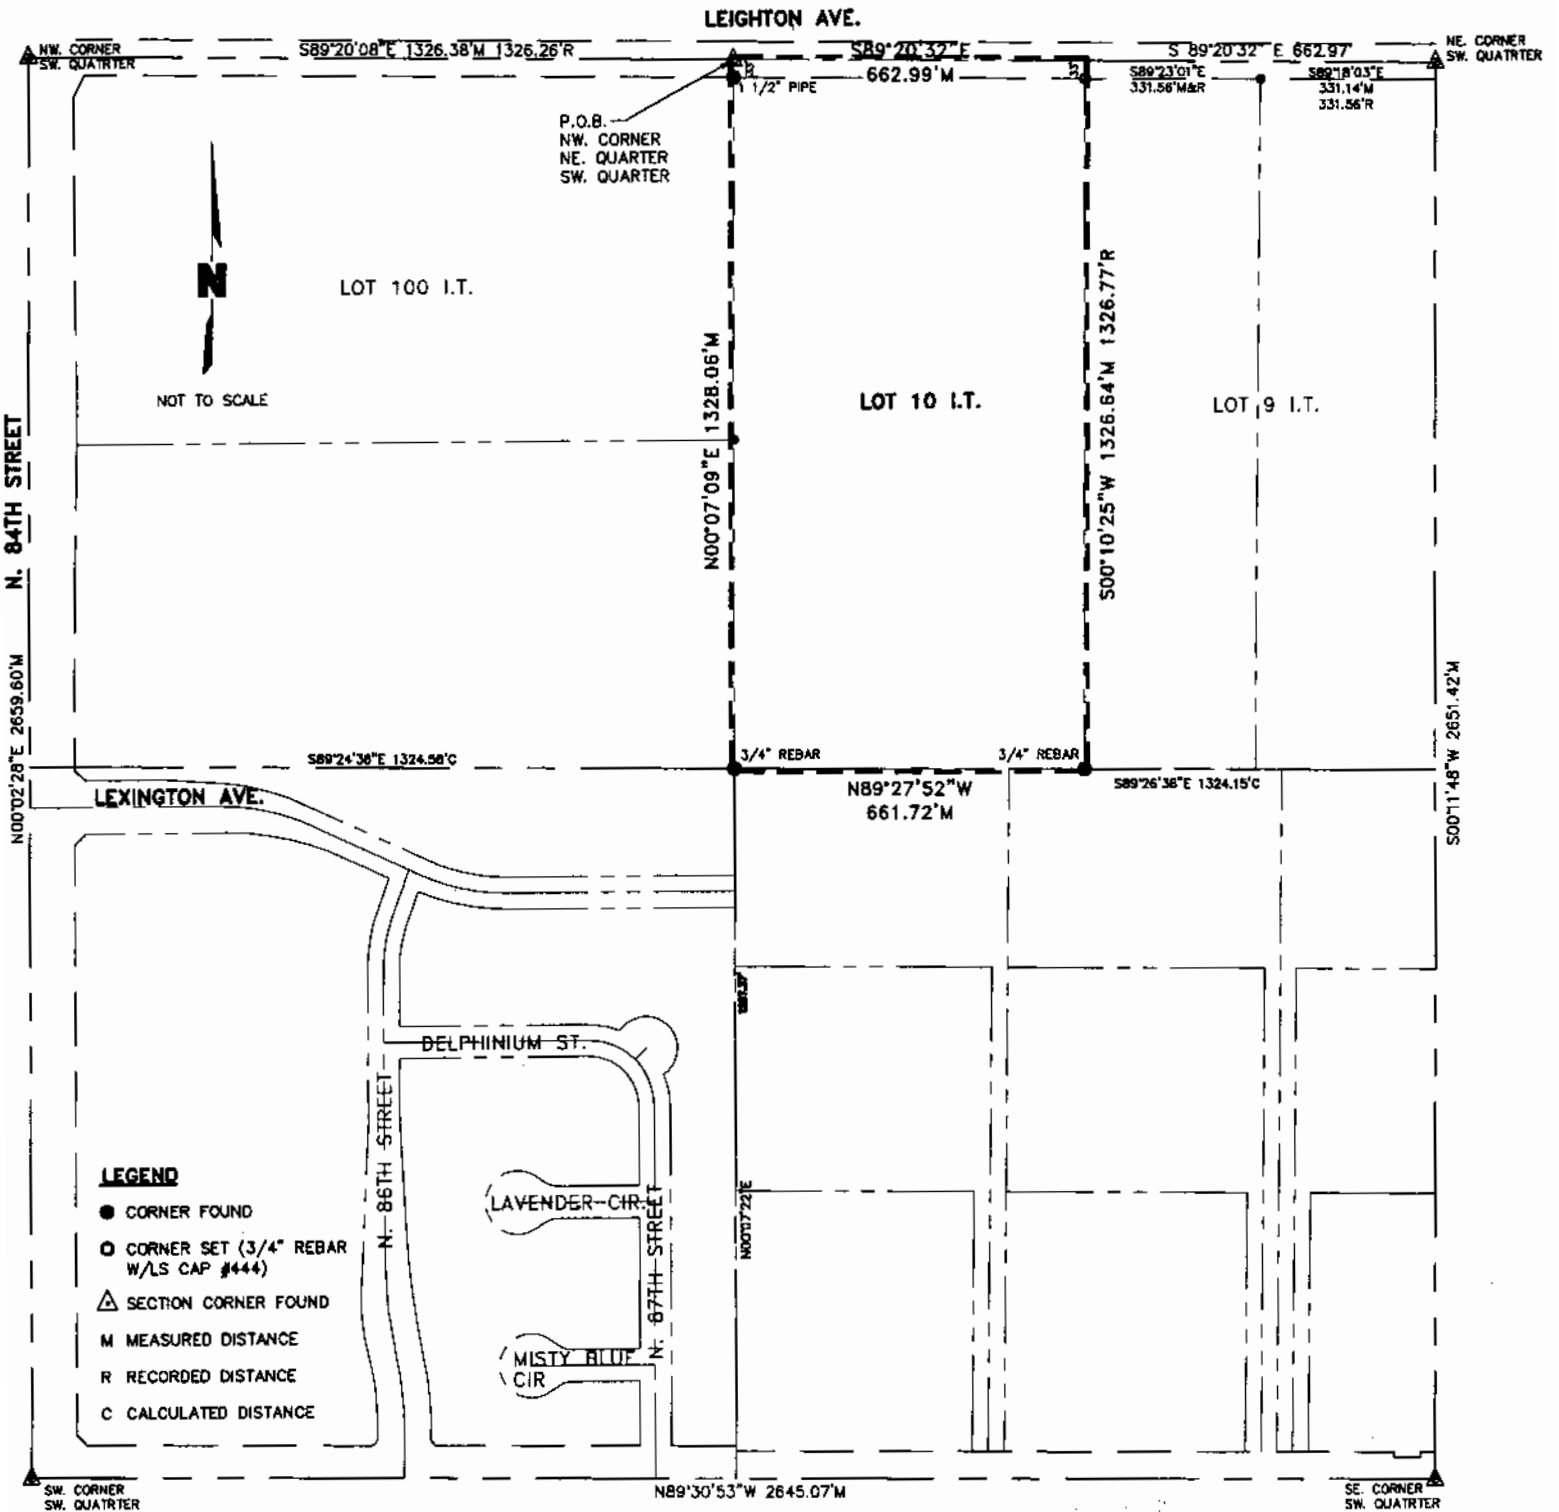 LEIGHTON AVE.
NW. CORNER
SW. QUATRTER
S89°20'08"E 1326.38'M 1326.26'R
S89°20'32"E
662.99'M
S 89°20'32" E 662.97'
NE. CORNER
SW. QUATRTER
S89°23'01"E
331.56'M&R
S89°18'03"E
331.14'M
331.56'R
1 1/2" PIPE
33'
P.O.B.
NW. CORNER
NE. QUARTER
SW. QUARTER
N
NOT TO SCALE
LOT 100 I.T.
LOT 10 I.T.
LOT 9 I.T.
N. 84TH STREET
N00°02'28"E 2659.60'M
N00°07'09"E 1328.06'M
S00°10'25"W 1326.64'M 1326.77'R
S00°11'48"W 2651.42'M
S89°24'38"E 1324.58'C
3/4" REBAR
3/4" REBAR
N89°27'52"W
661.72'M
S89°26'36"E 1324.15'C
LEXINGTON AVE.
DELPHINIUM ST.
N. 86TH STREET
LAVENDER CIR.
N. 87TH STREET
N00°07'22"E
MISTY BLUE
CIR
LEGEND
CORNER FOUND
CORNER SET (3/4" REBAR
W/LS CAP #444)
SECTION CORNER FOUND
M MEASURED DISTANCE
R RECORDED DISTANCE
C CALCULATED DISTANCE
SW. CORNER
SW. QUATRTER
N89°30'53"W 2645.07'M
SE. CORNER
SW. QUATRTER